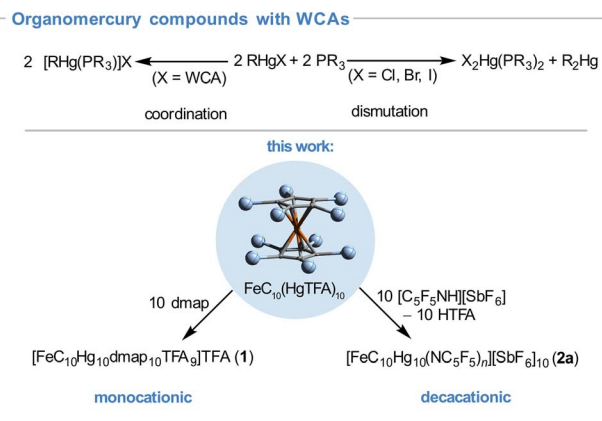 Organomercury compounds with WCAs
2 [RHg(PR₃)]X 2 RHgX + 2 PR₃ X₂Hg(PR₃)₂ + R₂Hg
(X = WCA) (X = Cl, Br, I)
coordination dismutation
this work:
FeC₁₀(HgTFA)₁₀
10 dmap 10 [C₅F₅NH][SbF₆]
– 10 HTFA
[FeC₁₀Hg₁₀dmap₁₀TFA₉]TFA (1) [FeC₁₀Hg₁₀(NC₅F₅)ₙ][SbF₆]₁₀ (2a)
monocationic decacationic